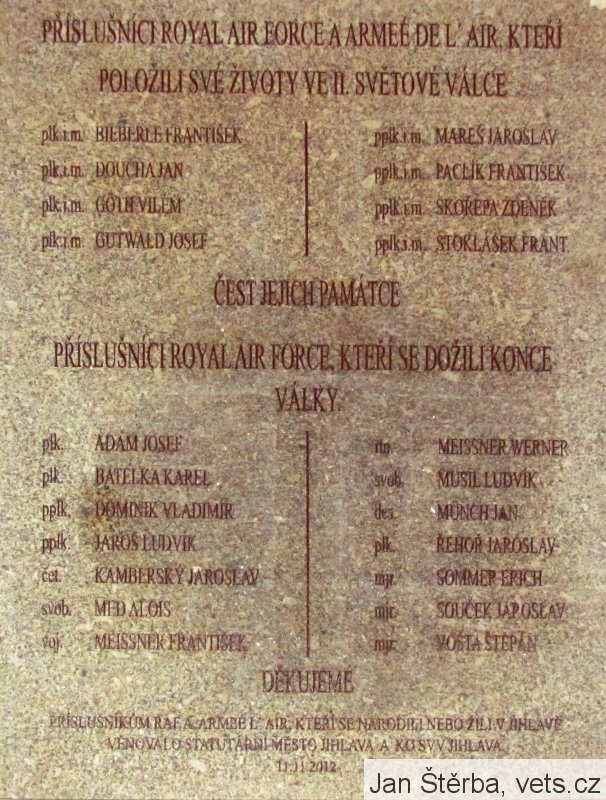 PŘÍSLUŠNÍCI ROYAL AIR FORCE A ARMEÉ DE L´ AIR, KTEŘÍ
POLOŽILI SVÉ ŽIVOTY VE II. SVĚTOVÉ VÁLCE
plk.i.m. BIEBERLE FRANTIŠEK
plk.i.m. DOUCHA JAN
plk.i.m. GÖTH VILÉM
plk.i.m. GUTWALD JOSEF
pplk.i.m. MAREŠ JAROSLAV
pplk.i.m. PACLÍK FRANTIŠEK
pplk.i.m. SKOŘEPA ZDENĚK
pplk.i.m. STOKLÁSEK FRANT.
ČEST JEJICH PAMÁTCE
PŘÍSLUŠNÍCI ROYAL AIR FORCE, KTEŘÍ SE DOŽILI KONCE
VÁLKY.
plk. ADAM JOSEF
plk. BATELKA KAREL
pplk. DOMINIK VLADIMÍR
pplk. JAROŠ LUDVÍK
čet. KAMBERSKÝ JAROSLAV
svob. MED ALOIS
voj. MEISSNER FRANTIŠEK
rtn. MEISSNER WERNER
svob. MUSIL LUDVÍK
des. MÜNCH JAN
plk. ŘEHOŘ JAROSLAV
mjr. SOMMER ERICH
mjr. SOUČEK JAROSLAV
mjr. VOŠTA ŠTĚPÁN
DĚKUJEME
PŘÍSLUŠNÍKŮM RAF A ARMEÉ L´ AIR, KTEŘÍ SE NARODILI NEBO ŽILI V JIHLAVĚ
VĚNOVALO STATUTÁRNÍ MĚSTO JIHLAVA A KO SVV JIHLAVA.
11.11.2012
Jan Štěrba, vets.cz